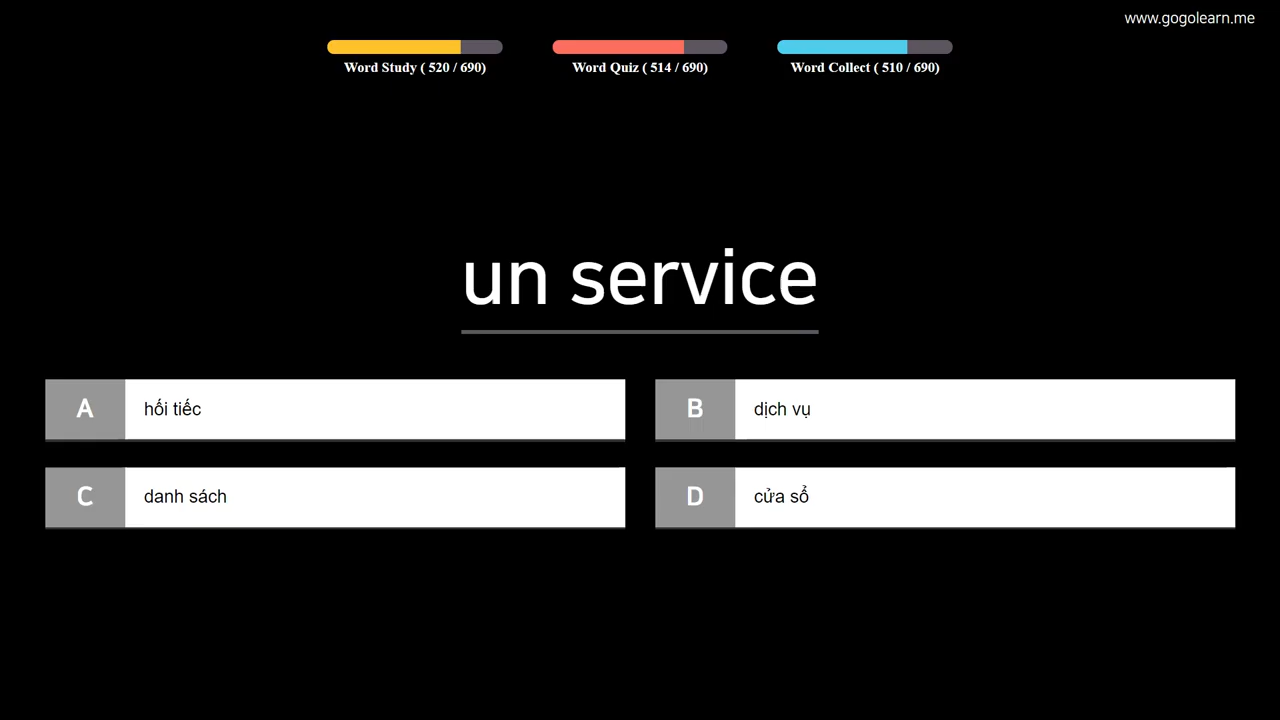 www.gogolearn.me
Word Study ( 520 / 690) Word Quiz ( 514 / 690) Word Collect ( 510 / 690)
un service
A hối tiếc
B dịch vụ
C danh sách
D cửa sổ